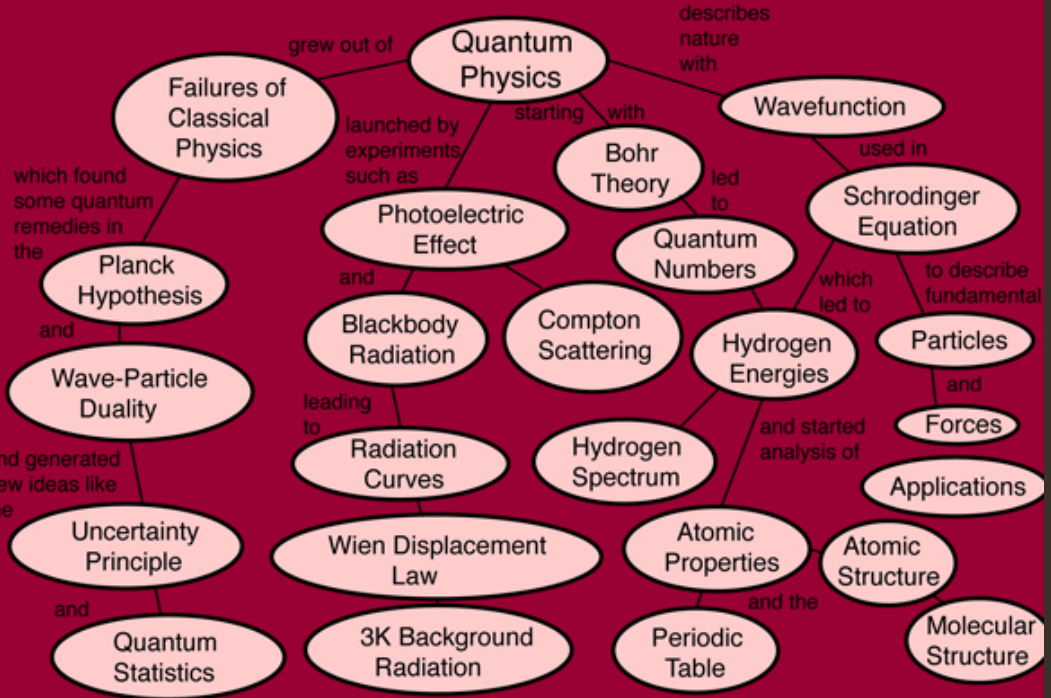 grew out of
Quantum
Physics
describes
nature
with
Failures of
Classical
Physics
launched by
experiments
such as
starting
with
Wavefunction
used in
Bohr
Theory
led
to
which found
some quantum
remedies in
the
Photoelectric
Effect
Schrodinger
Equation
Quantum
Numbers
Planck
Hypothesis
and
which
led to
to describe
fundamental
and
Blackbody
Radiation
Compton
Scattering
Hydrogen
Energies
Particles
and
Wave-Particle
Duality
leading
to
Forces
and started
analysis of
Radiation
Curves
Hydrogen
Spectrum
Applications
generated
ideas like
Uncertainty
Principle
Wien Displacement
Law
Atomic
Properties
Atomic
Structure
and
and the
Quantum
Statistics
3K Background
Radiation
Periodic
Table
Molecular
Structure